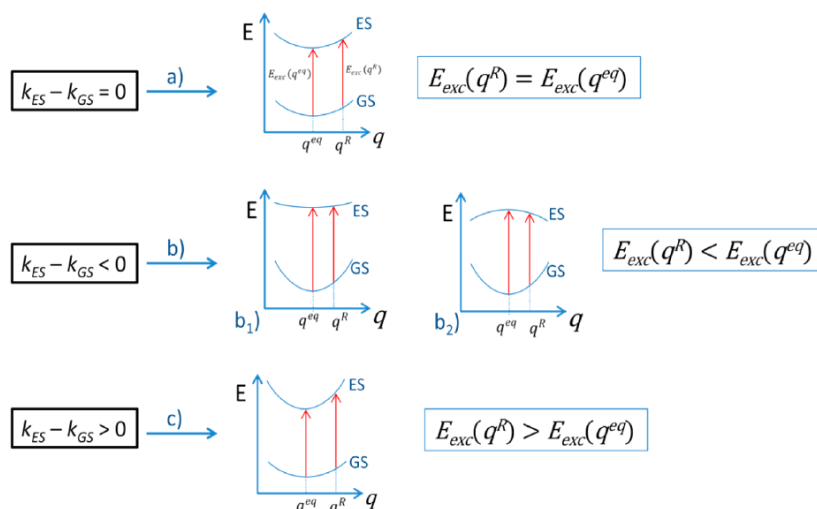 E
ES
a)
k_ES – k_GS = 0
E_exc(q^eq)
E_exc(q^R)
E_exc(q^R) = E_exc(q^eq)
GS
q^eq
q^R
q
E
ES
E
ES
b)
k_ES – k_GS < 0
E_exc(q^R) < E_exc(q^eq)
GS
GS
b₁)
q^eq
q^R
q
b₂)
q^eq
q^R
q
E
ES
c)
k_ES – k_GS > 0
E_exc(q^R) > E_exc(q^eq)
GS
q^eq
q^R
q